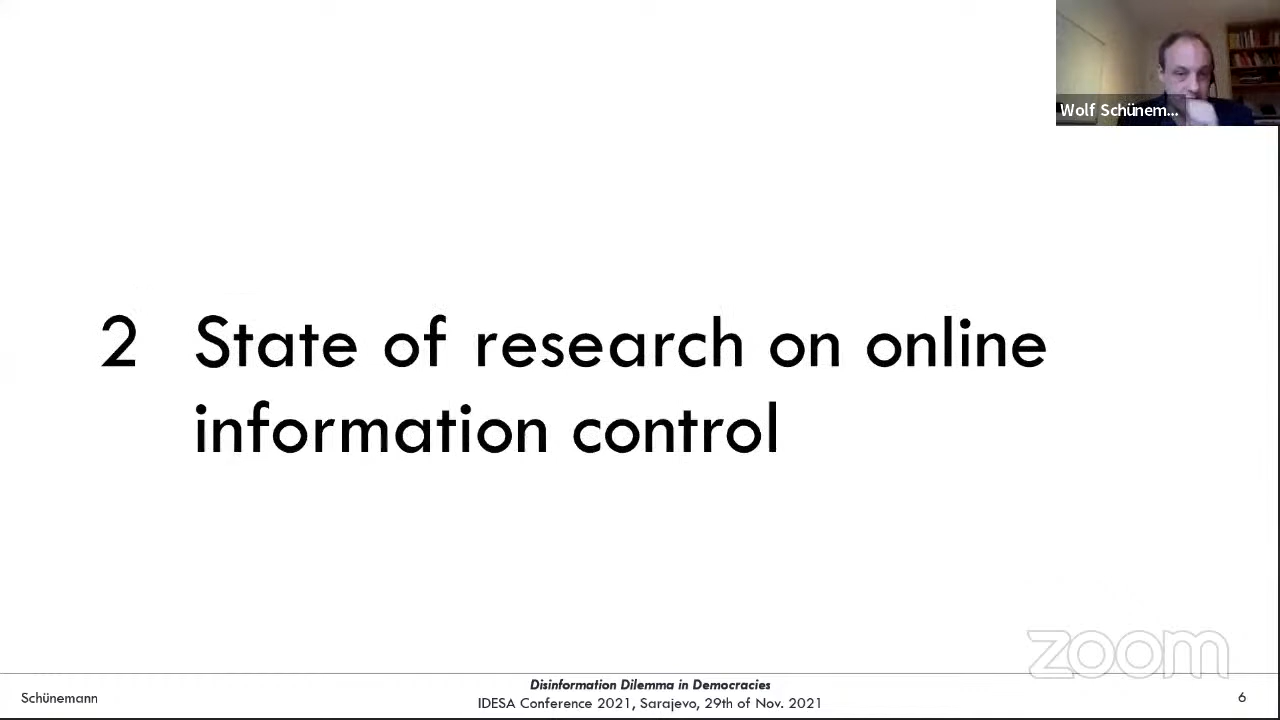 Wolf Schünem...
2 State of research on online
information control
zoom
Disinformation Dilemma in Democracies
Schünemann
IDESA Conference 2021, Sarajevo, 29th of Nov. 2021
6